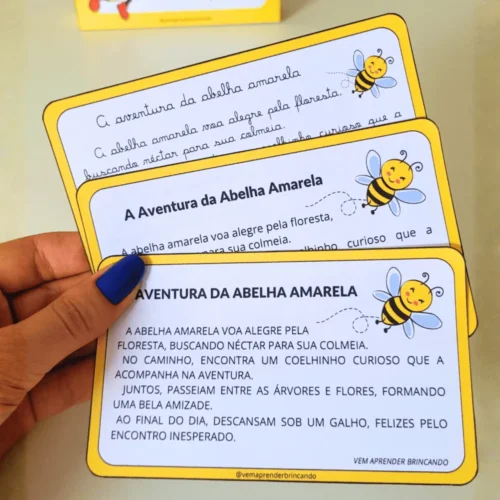 A aventura da abelha amarela
A abelha amarela voa alegre pela floresta,
buscando néctar para sua colmeia.
coelhinho curioso que a
A Aventura da Abelha Amarela
A abelha amarela voa alegre pela floresta,
para sua colmeia.
coelhinho curioso que a
AVENTURA DA ABELHA AMARELA
A ABELHA AMARELA VOA ALEGRE PELA
FLORESTA, BUSCANDO NÉCTAR PARA SUA COLMEIA.
NO CAMINHO, ENCONTRA UM COELHINHO CURIOSO QUE A
ACOMPANHA NA AVENTURA.
JUNTOS, PASSEIAM ENTRE AS ÁRVORES E FLORES, FORMANDO
UMA BELA AMIZADE.
AO FINAL DO DIA, DESCANSAM SOB UM GALHO, FELIZES PELO
ENCONTRO INESPERADO.
VEM APRENDER BRINCANDO
@vemaprenderbrincando